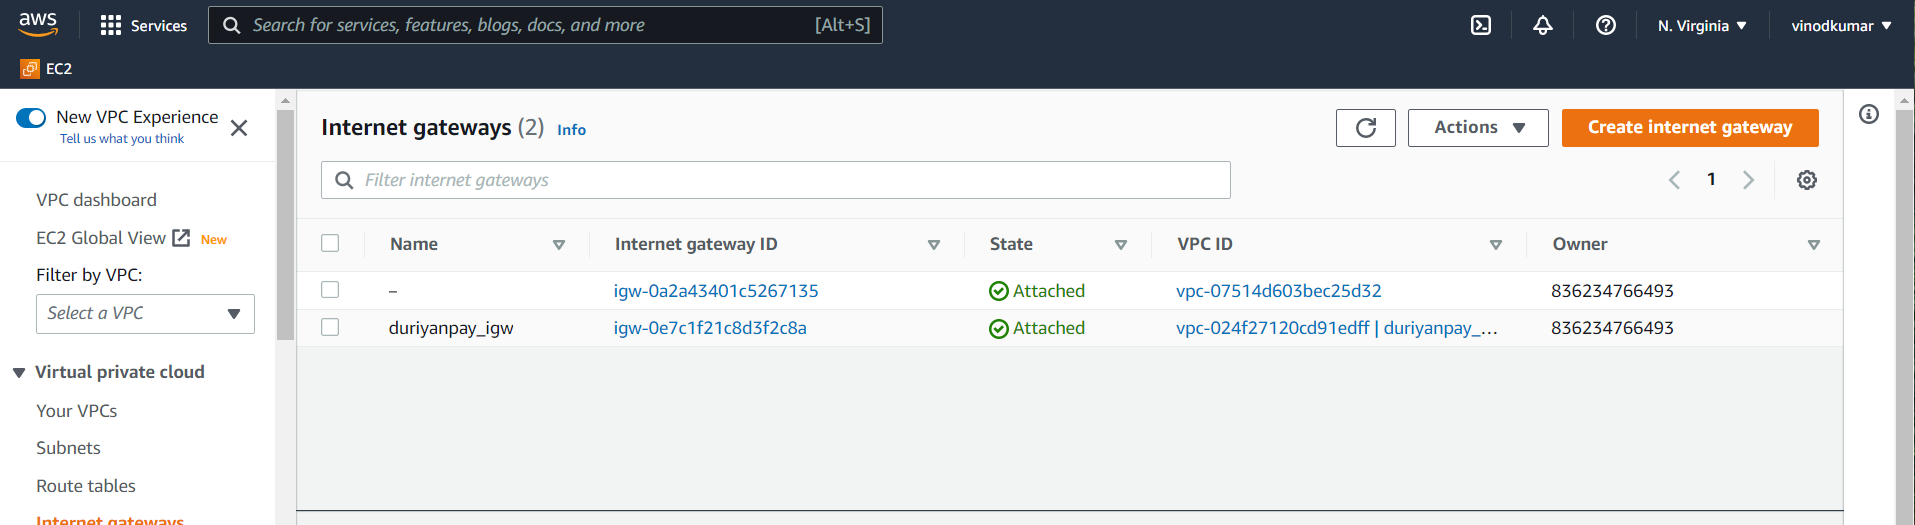 aws Services Search for services, features, blogs, docs, and more [Alt+S] N. Virginia vinodkumar
EC2
New VPC Experience
Tell us what you think
VPC dashboard
EC2 Global View New
Filter by VPC:
Select a VPC
Virtual private cloud
Your VPCs
Subnets
Route tables
Internet gateways
Internet gateways (2) Info Actions Create internet gateway
Filter internet gateways 1
Name Internet gateway ID State VPC ID Owner
– igw-0a2a43401c5267135 Attached vpc-07514d603bec25d32 836234766493
duriyanpay_igw igw-0e7c1f21c8d3f2c8a Attached vpc-024f27120cd91edff | duriyanpay_... 836234766493